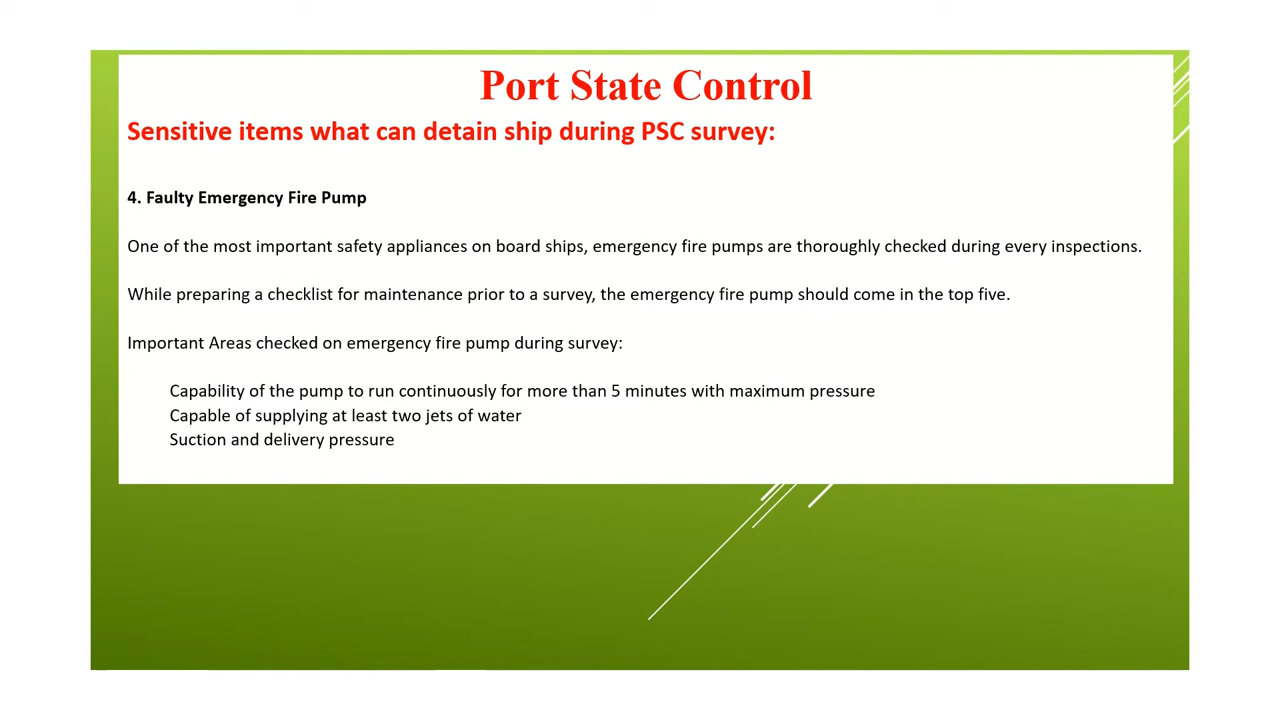 Port State Control
Sensitive items what can detain ship during PSC survey:
4. Faulty Emergency Fire Pump
One of the most important safety appliances on board ships, emergency fire pumps are thoroughly checked during every inspections.
While preparing a checklist for maintenance prior to a survey, the emergency fire pump should come in the top five.
Important Areas checked on emergency fire pump during survey:
Capability of the pump to run continuously for more than 5 minutes with maximum pressure
Capable of supplying at least two jets of water
Suction and delivery pressure